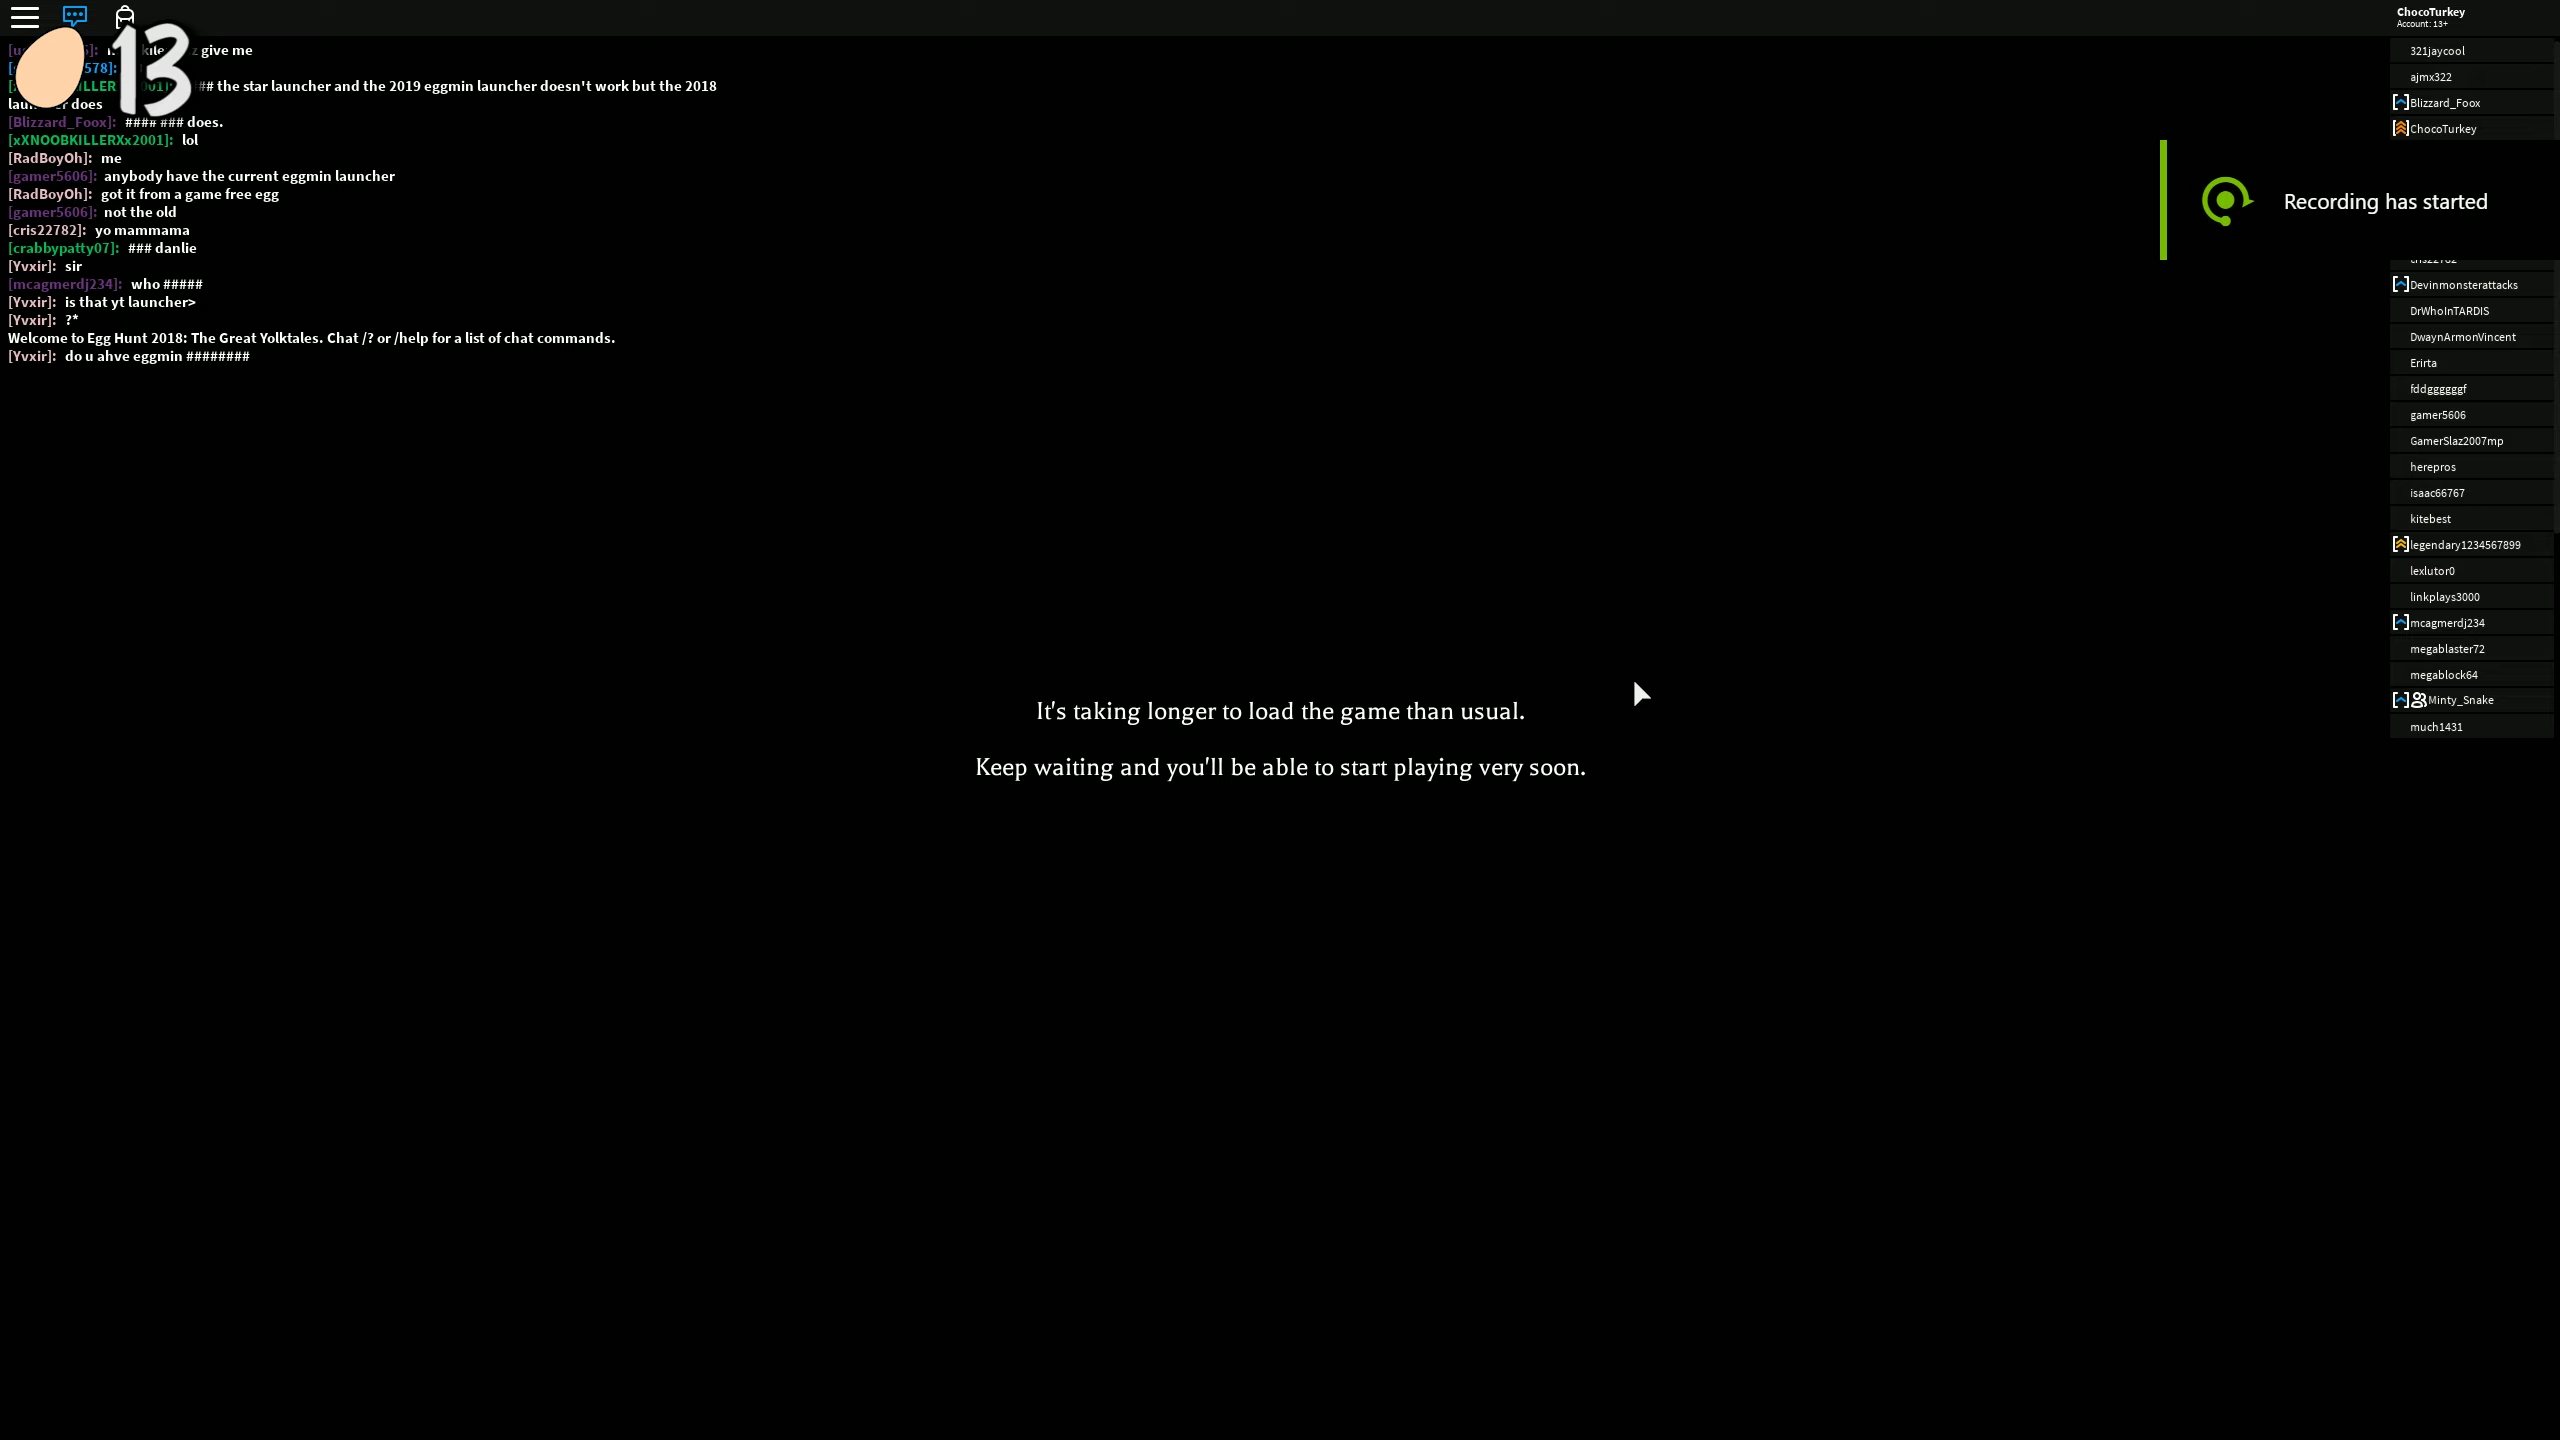 13
give me
578]:
## the star launcher and the 2019 eggmin launcher doesn't work but the 2018
does
[Blizzard_Foox]: #### ### does.
[xXNOOBKILLERXx2001]: lol
[RadBoyOh]: me
[gamer5606]: anybody have the current eggmin launcher
[RadBoyOh]: got it from a game free egg
[gamer5606]: not the old
[cris22782]: yo mammama
[crabbypatty07]: ### danlie
[Yvxir]: sir
[mcagmerdj234]: who #####
[Yvxir]: is that yt launcher>
[Yvxir]: ?*
Welcome to Egg Hunt 2018: The Great Yolktales. Chat /? or /help for a list of chat commands.
[Yvxir]: do u ahve eggmin ########
It's taking longer to load the game than usual.
Keep waiting and you'll be able to start playing very soon.
ChocoTurkey
Account: 13+
321jaycool
ajmx322
Blizzard_Foox
ChocoTurkey
Recording has started
cris22782
Devinmonsterattacks
DrWhoInTARDIS
DwaynArmonVincent
Erirta
fddggggggf
gamer5606
GamerSlaz2007mp
herepros
isaac66767
kitebest
legendary1234567899
lexlutor0
linkplays3000
mcagmerdj234
megablaster72
megablock64
Minty_Snake
much1431